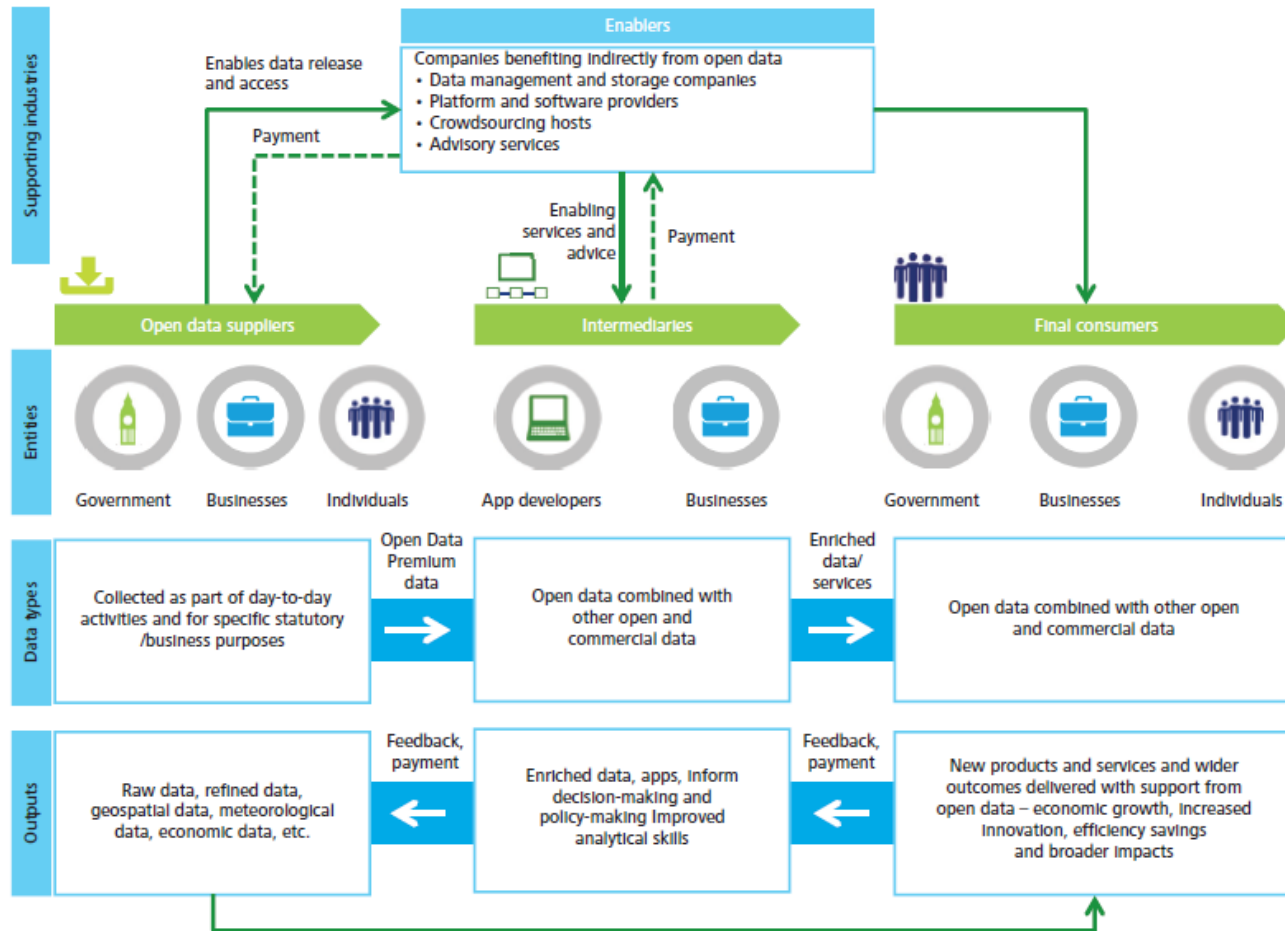 Supporting industries
Enablers
Companies benefiting indirectly from open data
• Data management and storage companies
• Platform and software providers
• Crowdsourcing hosts
• Advisory services
Enables data release
and access
Payment
Enabling
services and
advice
Payment
Open data suppliers
Intermediaries
Final consumers
Entities
Government
Businesses
Individuals
App developers
Businesses
Government
Businesses
Individuals
Data types
Collected as part of day-to-day
activities and for specific statutory
/business purposes
Open Data
Premium
data
Open data combined with
other open and
commercial data
Enriched
data/
services
Open data combined with other open
and commercial data
Outputs
Raw data, refined data,
geospatial data, meteorological
data, economic data, etc.
Feedback,
payment
Enriched data, apps, inform
decision-making and
policy-making Improved
analytical skills
Feedback,
payment
New products and services and wider
outcomes delivered with support from
open data – economic growth, increased
innovation, efficiency savings
and broader impacts